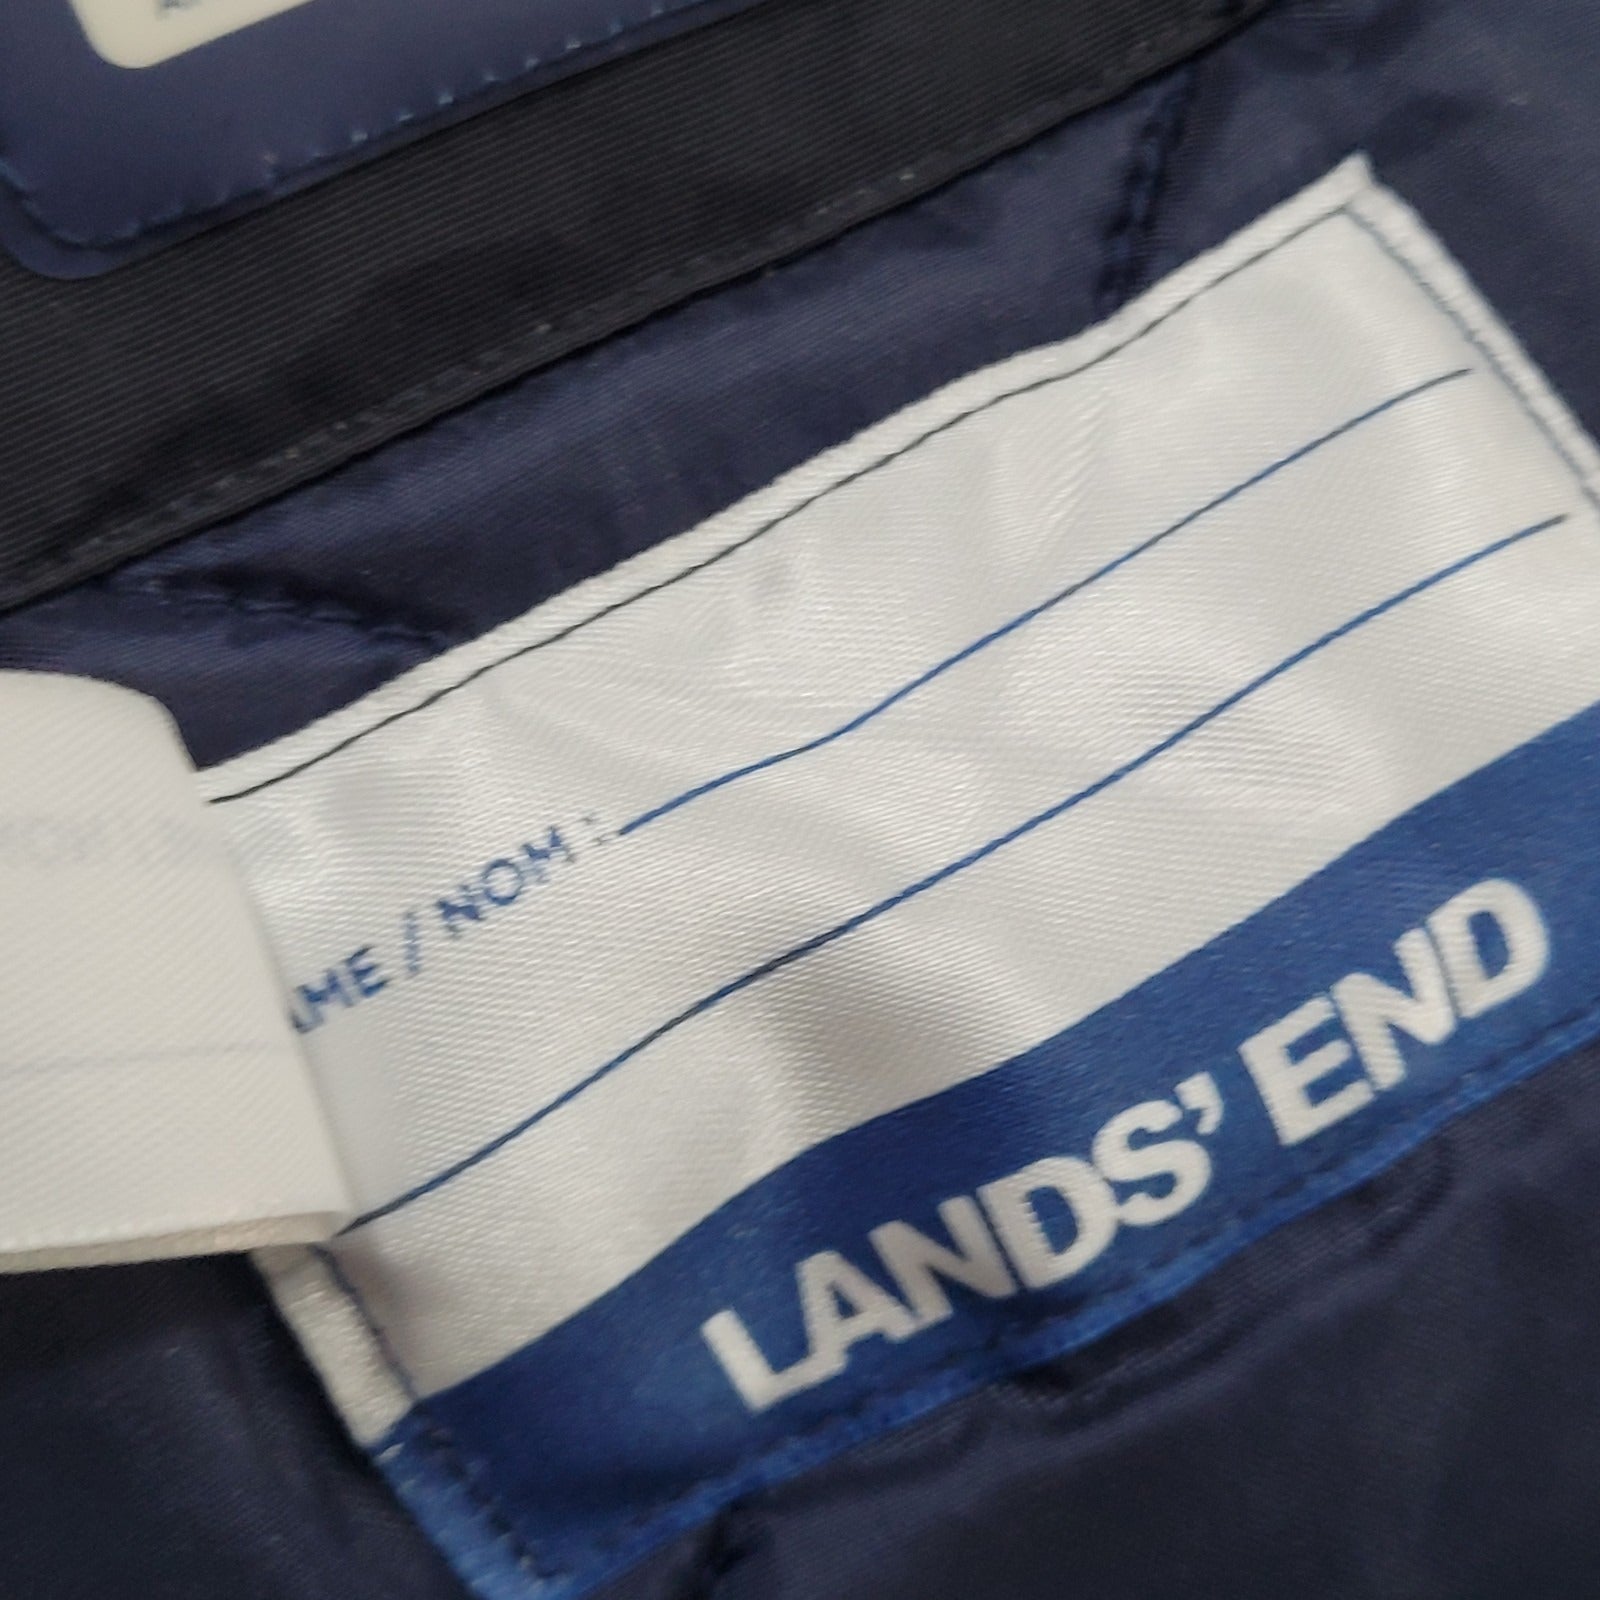 AME / NOM :
LANDS' END